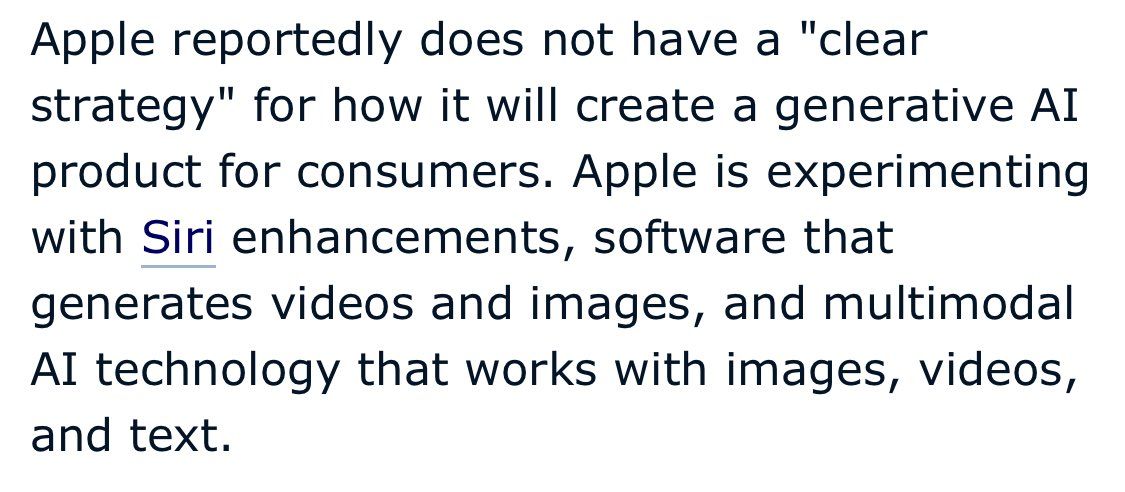 Apple reportedly does not have a "clear
strategy" for how it will create a generative AI
product for consumers. Apple is experimenting
with Siri enhancements, software that
generates videos and images, and multimodal
AI technology that works with images, videos,
and text.